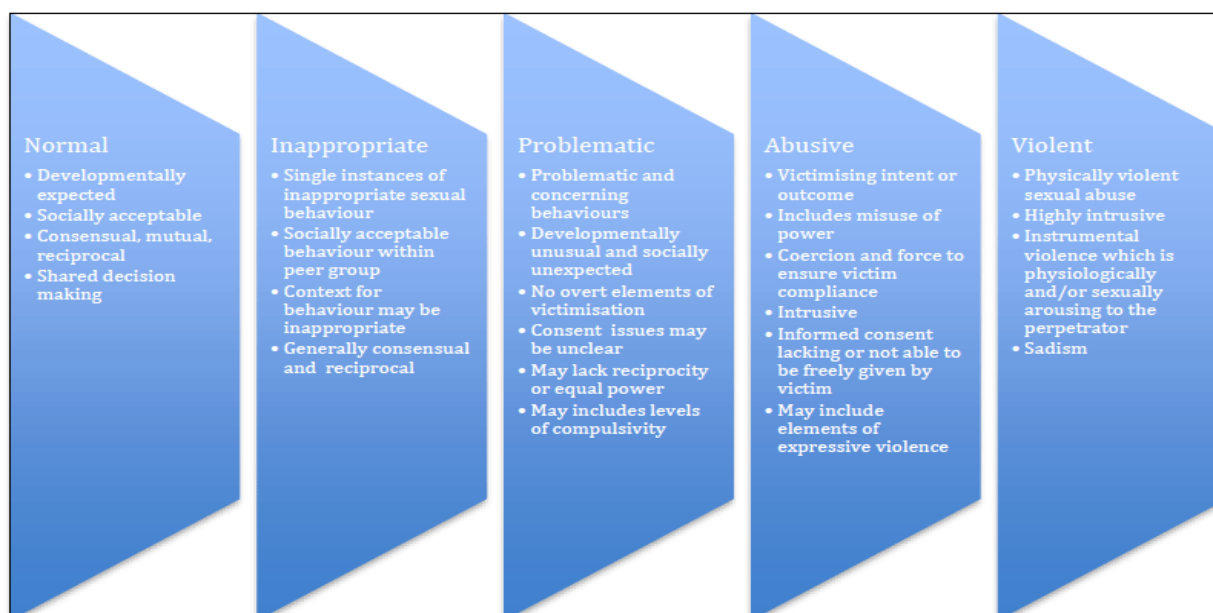 Normal
• Developmentally
expected
• Socially acceptable
• Consensual, mutual,
reciprocal
• Shared decision
making
Inappropriate
• Single instances of
inappropriate sexual
behaviour
• Socially acceptable
behaviour within
peer group
• Context for
behaviour may be
inappropriate
• Generally consensual
and reciprocal
Problematic
• Problematic and
concerning
behaviours
• Developmentally
unusual and socially
unexpected
• No overt elements of
victimisation
• Consent issues may
be unclear
• May lack reciprocity
or equal power
• May includes levels
of compulsivity
Abusive
• Victimising intent or
outcome
• Includes misuse of
power
• Coercion and force to
ensure victim
compliance
• Intrusive
• Informed consent
lacking or not able to
be freely given by
victim
• May include
elements of
expressive violence
Violent
• Physically violent
sexual abuse
• Highly intrusive
• Instrumental
violence which is
physiologically
and/or sexually
arousing to the
perpetrator
• Sadism